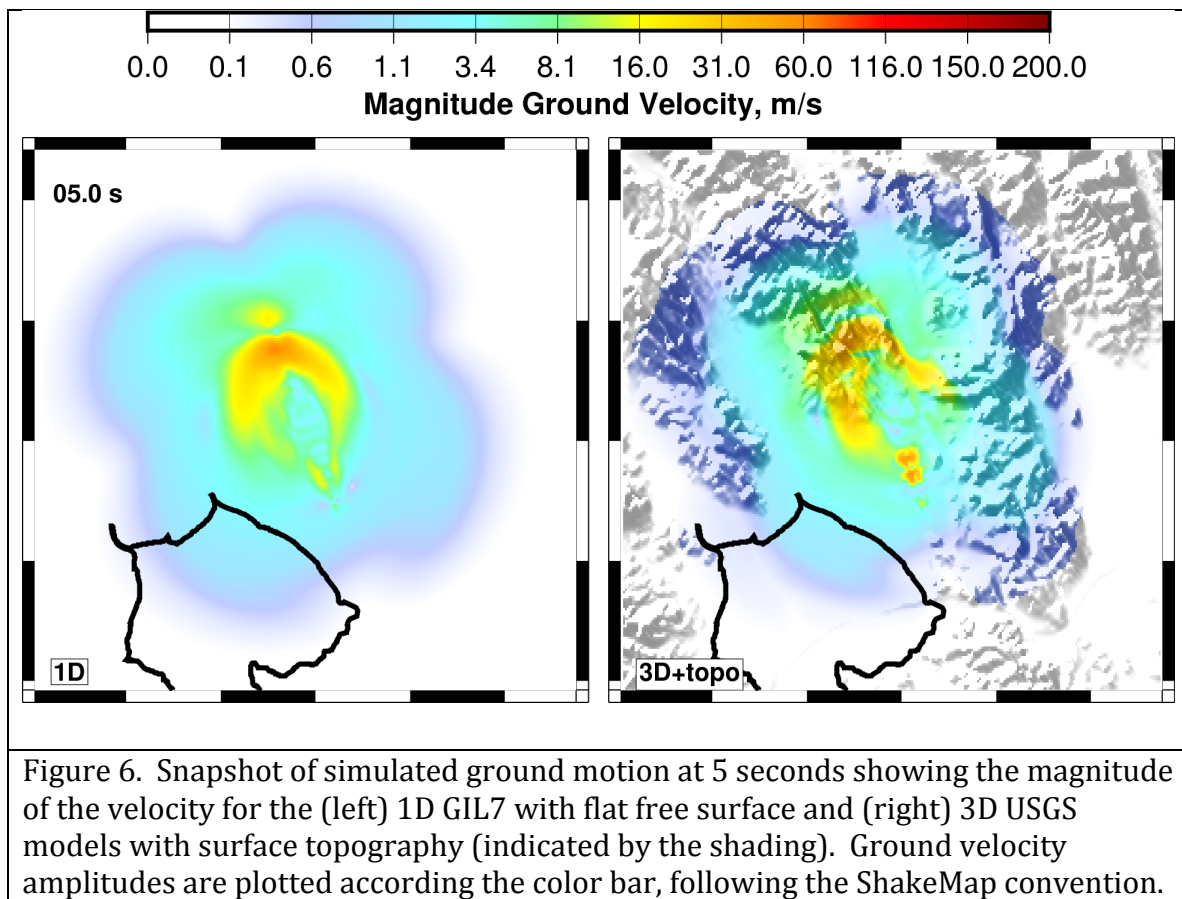 0.0 0.1 0.6 1.1 3.4 8.1 16.0 31.0 60.0 116.0 150.0 200.0
Magnitude Ground Velocity, m/s
05.0 s
1D
3D+topo
Figure 6.  Snapshot of simulated ground motion at 5 seconds showing the magnitude
of the velocity for the (left) 1D GIL7 with flat free surface and (right) 3D USGS
models with surface topography (indicated by the shading).  Ground velocity
amplitudes are plotted according the color bar, following the ShakeMap convention.